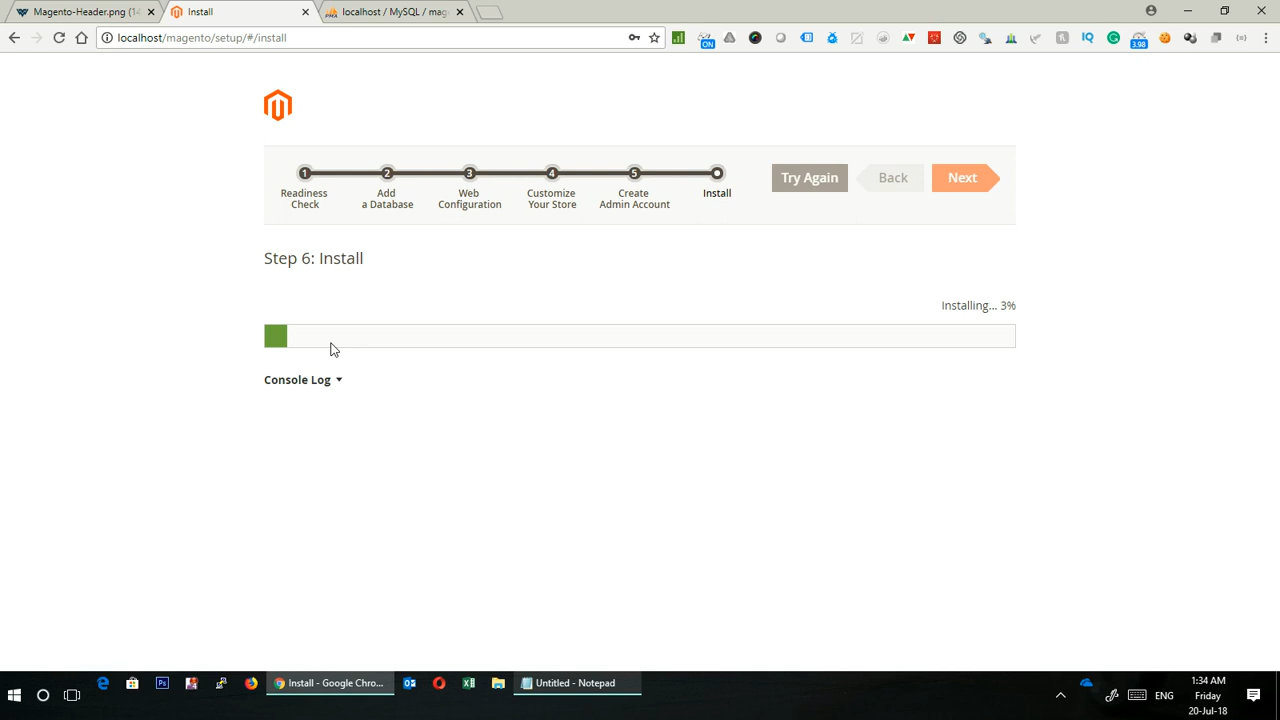 Magento-Header.png (14
Install
localhost / MySQL / mag
localhost/magento/setup/#/install
ON
IQ
3.98
1
2
3
4
5
Readiness
Check
Add
a Database
Web
Configuration
Customize
Your Store
Create
Admin Account
Install
Try Again
Back
Next
Step 6: Install
Installing... 3%
Console Log
Install - Google Chro...
Untitled - Notepad
ENG
1:34 AM
Friday
20-Jul-18